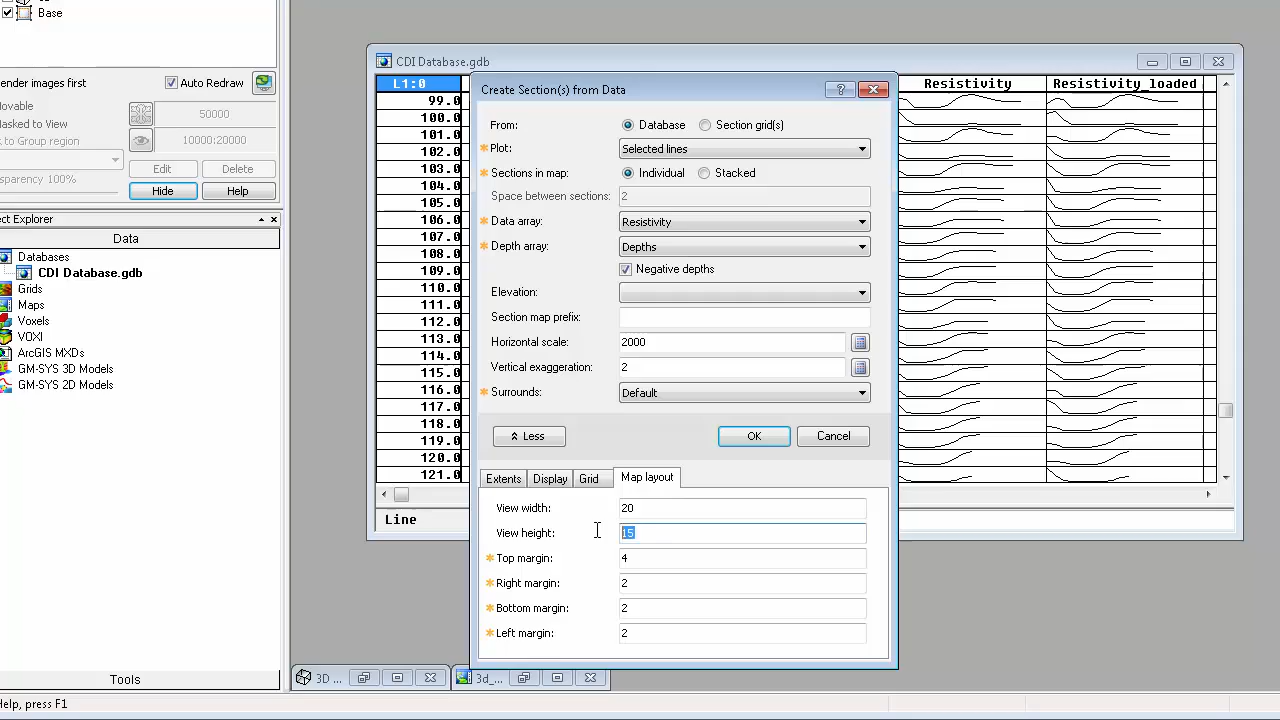 Base
ender images first
Auto Redraw
ovable
50000
lasked to View
: to Group region
10000:20000
sparency 100%
Edit
Delete
Hide
Help
ect Explorer
Data
Databases
CDI Database.gdb
Grids
Maps
Voxels
VOXI
ArcGIS MXDs
GM-SYS 3D Models
GM-SYS 2D Models
Tools
Help, press F1
CDI Database.gdb
L1:0
Resistivity
Resistivity_loaded
99.0
100.0
101.0
102.0
103.0
104.0
105.0
106.0
107.0
108.0
109.0
110.0
111.0
112.0
113.0
114.0
115.0
116.0
117.0
118.0
119.0
120.0
121.0
Line
Create Section(s) from Data
From:
Database
Section grid(s)
Plot:
Selected lines
Sections in map:
Individual
Stacked
Space between sections:
2
Data array:
Resistivity
Depth array:
Depths
Negative depths
Elevation:
Section map prefix:
Horizontal scale:
2000
Vertical exaggeration:
2
Surrounds:
Default
Less
OK
Cancel
Extents
Display
Grid
Map layout
View width:
20
View height:
15
Top margin:
4
Right margin:
2
Bottom margin:
2
Left margin:
2
3D ...
3d_...